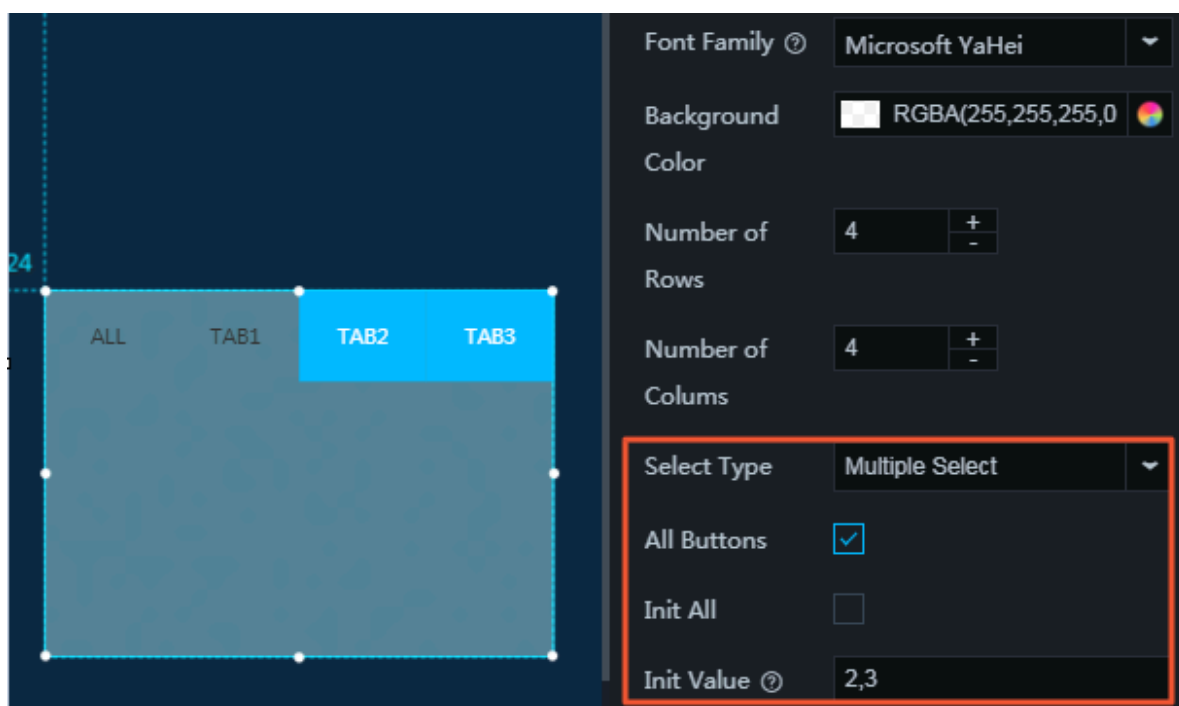 24
ALL TAB1 TAB2 TAB3
Font Family ?
Microsoft YaHei
Background
Color
RGBA(255,255,255,0
Number of
Rows
4
+
-
Number of
Colums
4
+
-
Select Type
Multiple Select
All Buttons
Init All
Init Value ?
2,3